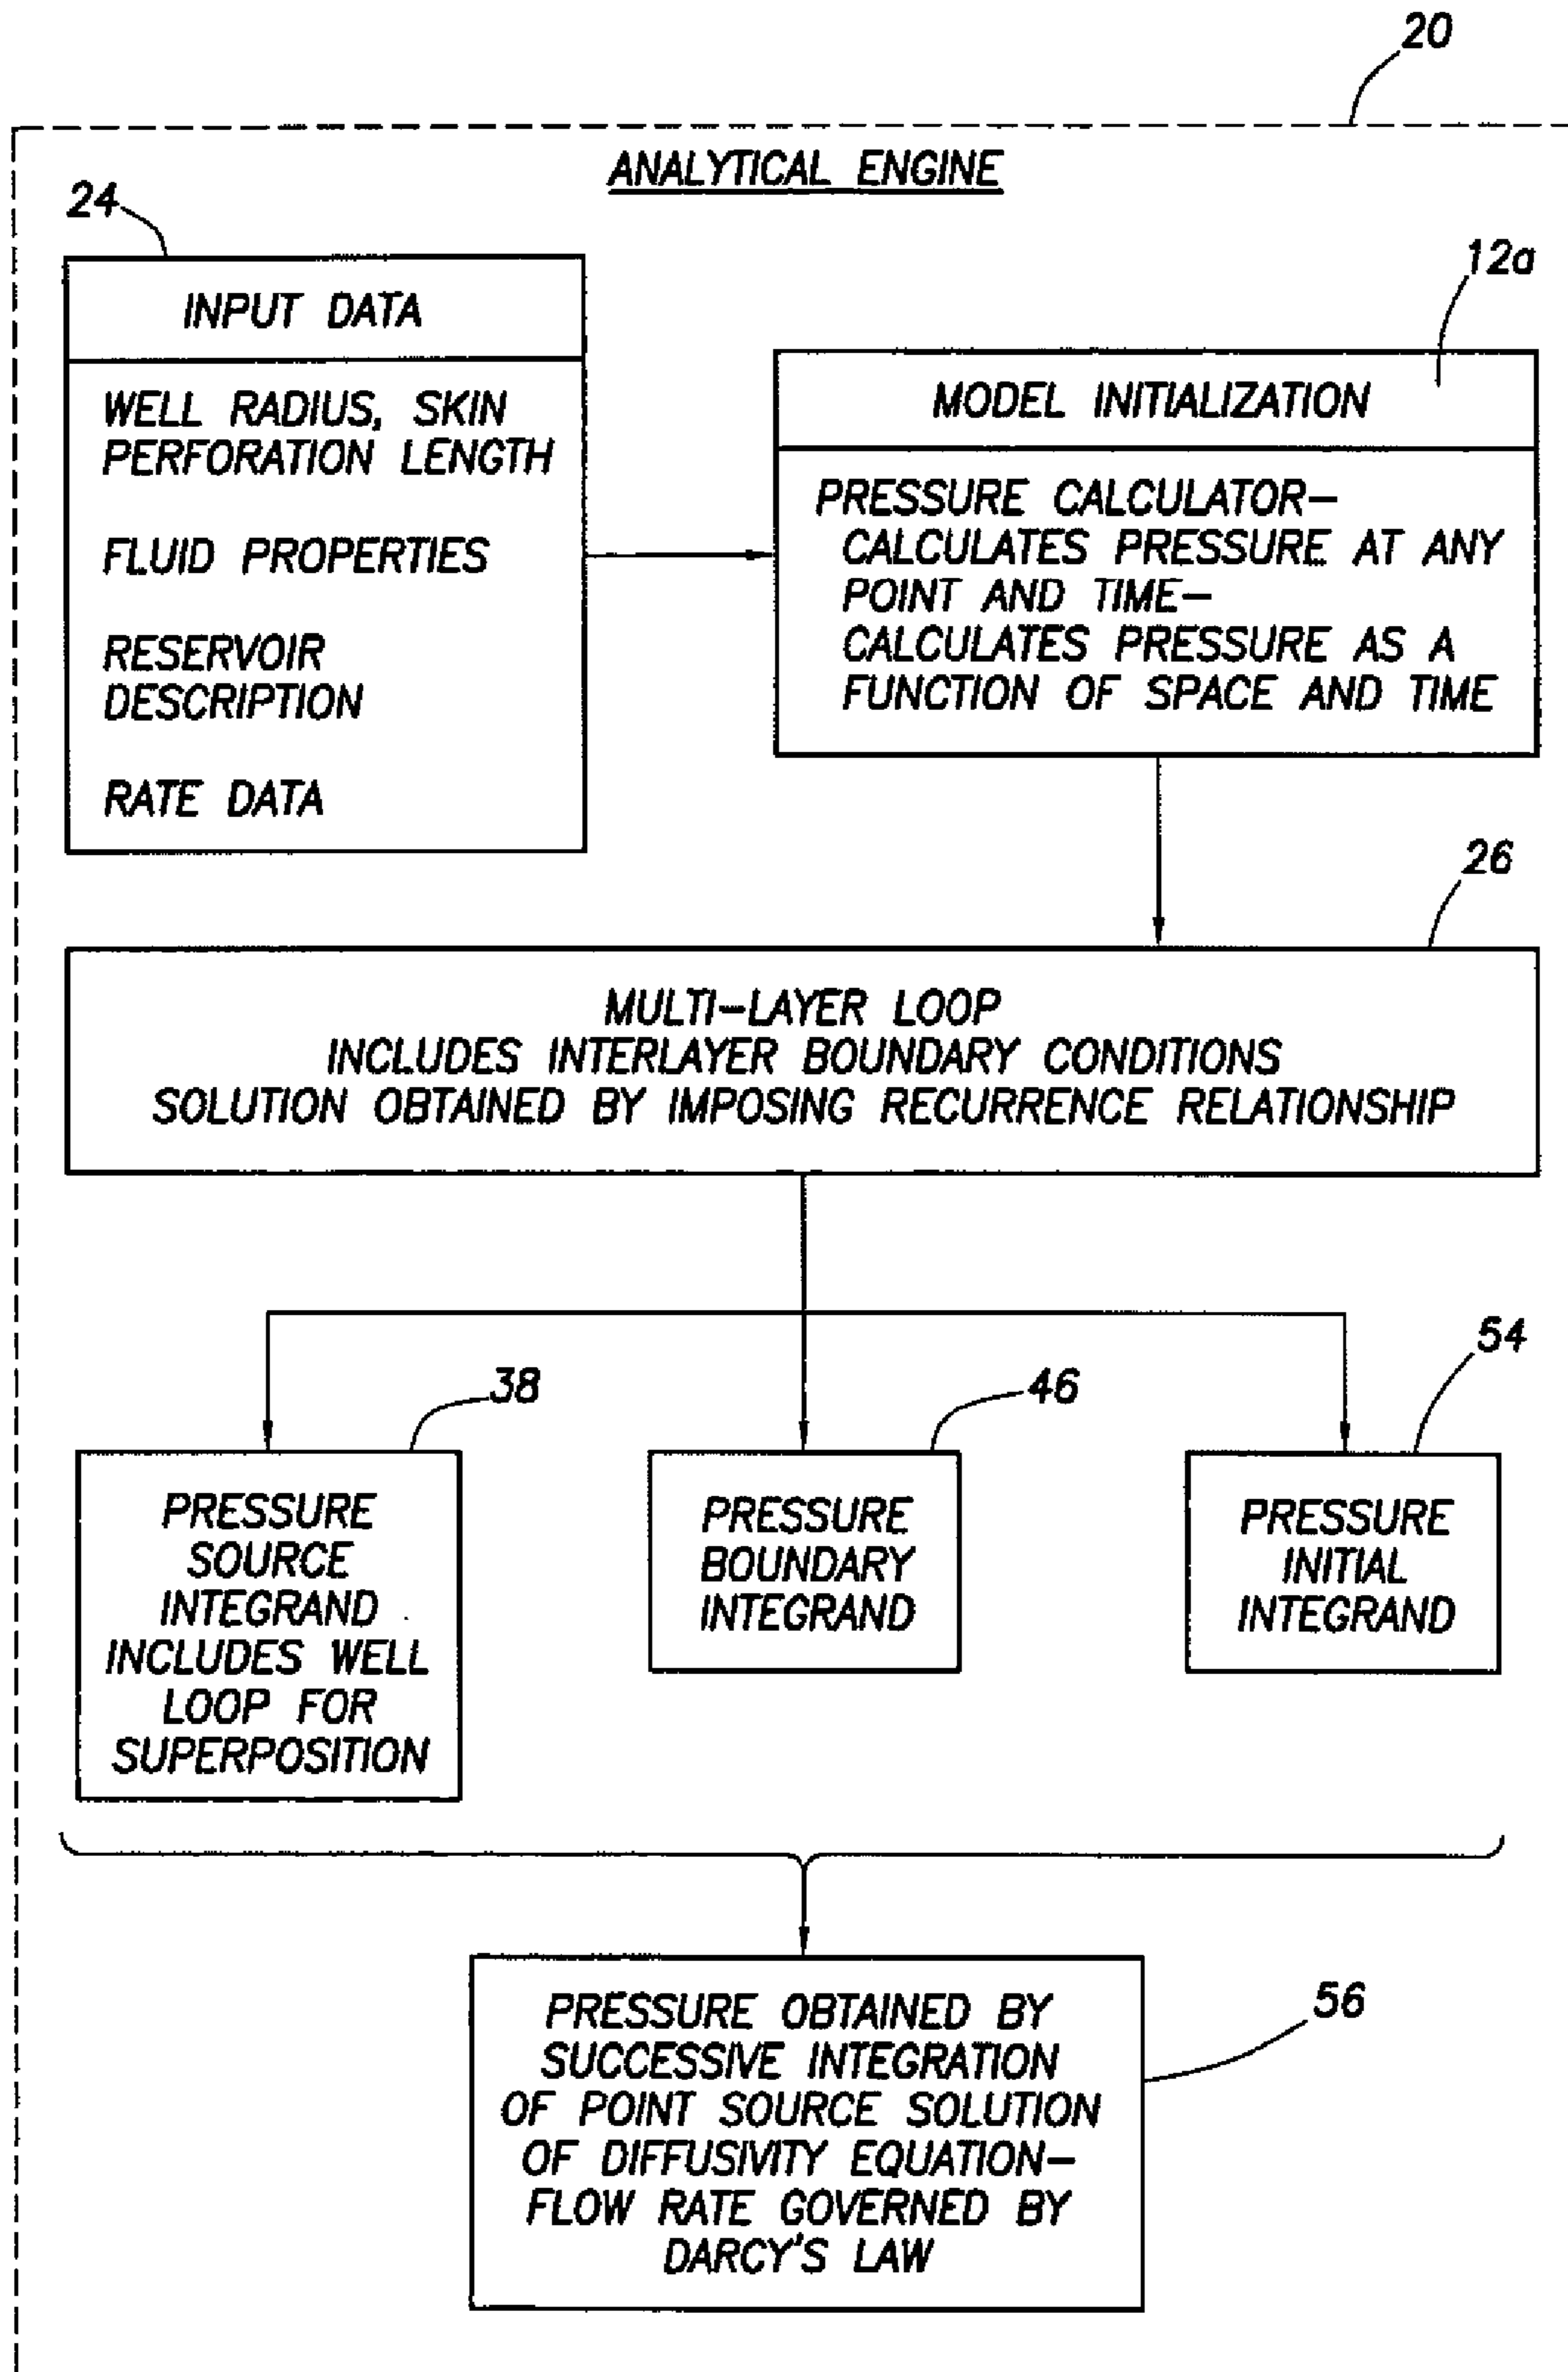 20
ANALYTICAL ENGINE
24
INPUT DATA
WELL RADIUS, SKIN
PERFORATION LENGTH
FLUID PROPERTIES
RESERVOIR
DESCRIPTION
RATE DATA
12a
MODEL INITIALIZATION
PRESSURE CALCULATOR—
CALCULATES PRESSURE AT ANY
POINT AND TIME—
CALCULATES PRESSURE AS A
FUNCTION OF SPACE AND TIME
26
MULTI-LAYER LOOP
INCLUDES INTERLAYER BOUNDARY CONDITIONS
SOLUTION OBTAINED BY IMPOSING RECURRENCE RELATIONSHIP
38
PRESSURE
SOURCE
INTEGRAND
INCLUDES WELL
LOOP FOR
SUPERPOSITION
46
PRESSURE
BOUNDARY
INTEGRAND
54
PRESSURE
INITIAL
INTEGRAND
PRESSURE OBTAINED BY
SUCCESSIVE INTEGRATION
OF POINT SOURCE SOLUTION
OF DIFFUSIVITY EQUATION—
FLOW RATE GOVERNED BY
DARCY'S LAW
56